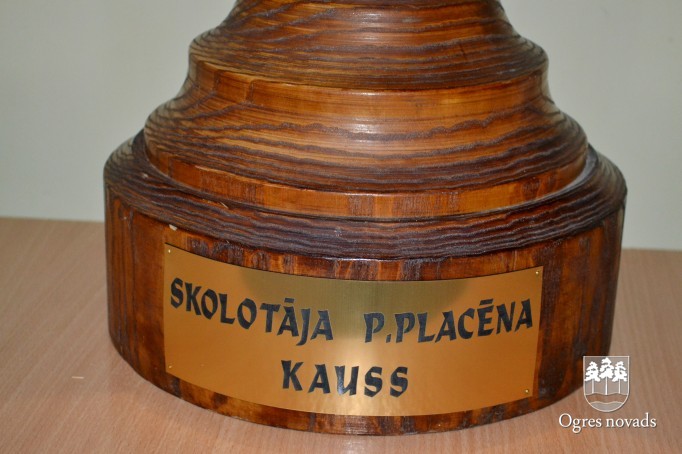 SKOLOTĀJA P.PLACĒNA
KAUSS
Ogres novads